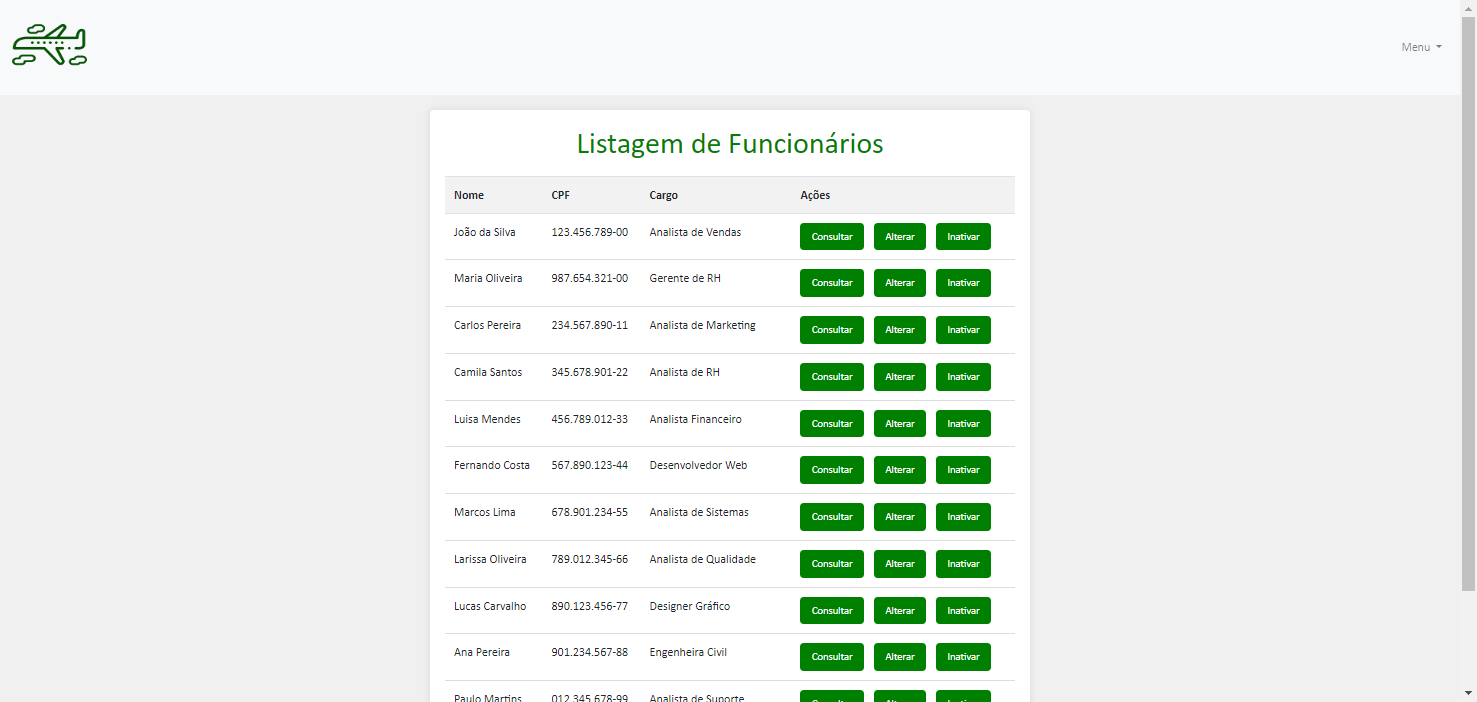 Menu
Listagem de Funcionários
Nome CPF Cargo Ações
João da Silva 123.456.789-00 Analista de Vendas Consultar Alterar Inativar
Maria Oliveira 987.654.321-00 Gerente de RH Consultar Alterar Inativar
Carlos Pereira 234.567.890-11 Analista de Marketing Consultar Alterar Inativar
Camila Santos 345.678.901-22 Analista de RH Consultar Alterar Inativar
Luisa Mendes 456.789.012-33 Analista Financeiro Consultar Alterar Inativar
Fernando Costa 567.890.123-44 Desenvolvedor Web Consultar Alterar Inativar
Marcos Lima 678.901.234-55 Analista de Sistemas Consultar Alterar Inativar
Larissa Oliveira 789.012.345-66 Analista de Qualidade Consultar Alterar Inativar
Lucas Carvalho 890.123.456-77 Designer Gráfico Consultar Alterar Inativar
Ana Pereira 901.234.567-88 Engenheira Civil Consultar Alterar Inativar
Paulo Martins 012.345.678-99 Analista de Suporte Consultar Alterar Inativar